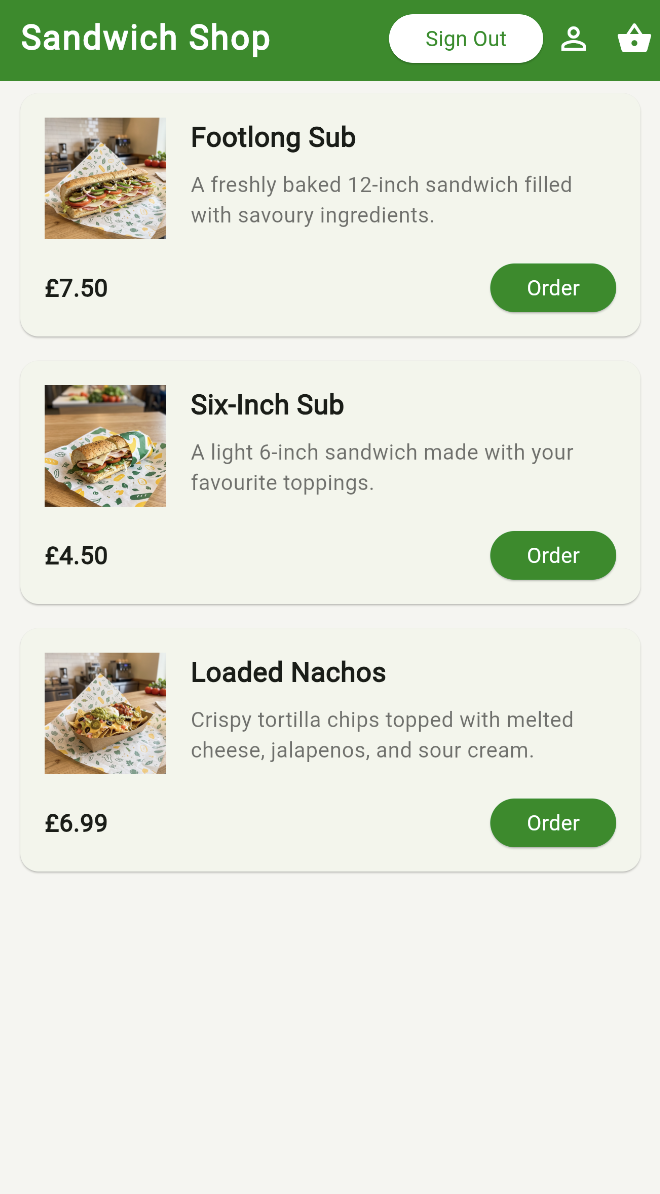 Sandwich Shop
Sign Out
Footlong Sub
A freshly baked 12-inch sandwich filled
with savoury ingredients.
£7.50
Order
Six-Inch Sub
A light 6-inch sandwich made with your
favourite toppings.
£4.50
Order
Loaded Nachos
Crispy tortilla chips topped with melted
cheese, jalapenos, and sour cream.
£6.99
Order